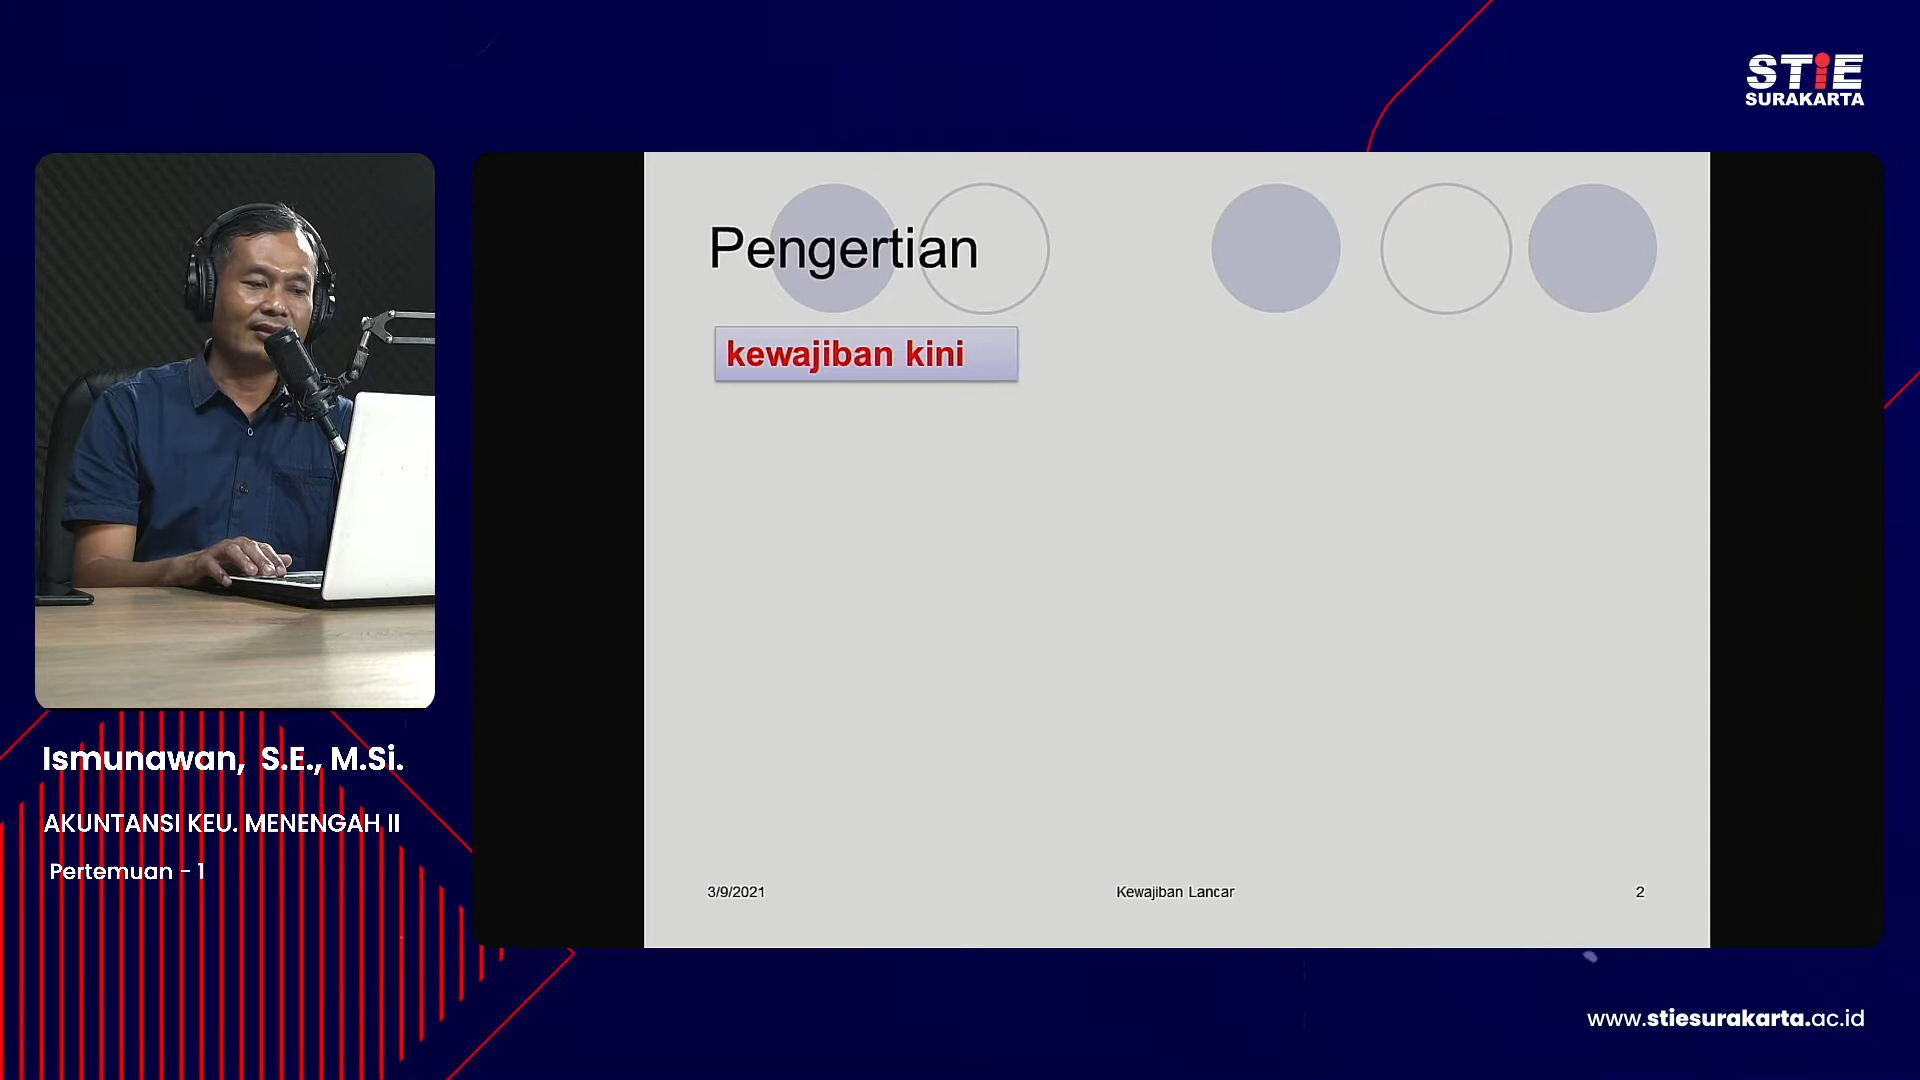 STiE
SURAKARTA
Pengertian
kewajiban kini
3/9/2021
Kewajiban Lancar
2
Ismunawan, S.E., M.Si.
AKUNTANSI KEU. MENENGAH II
Pertemuan - 1
www.stiesurakarta.ac.id